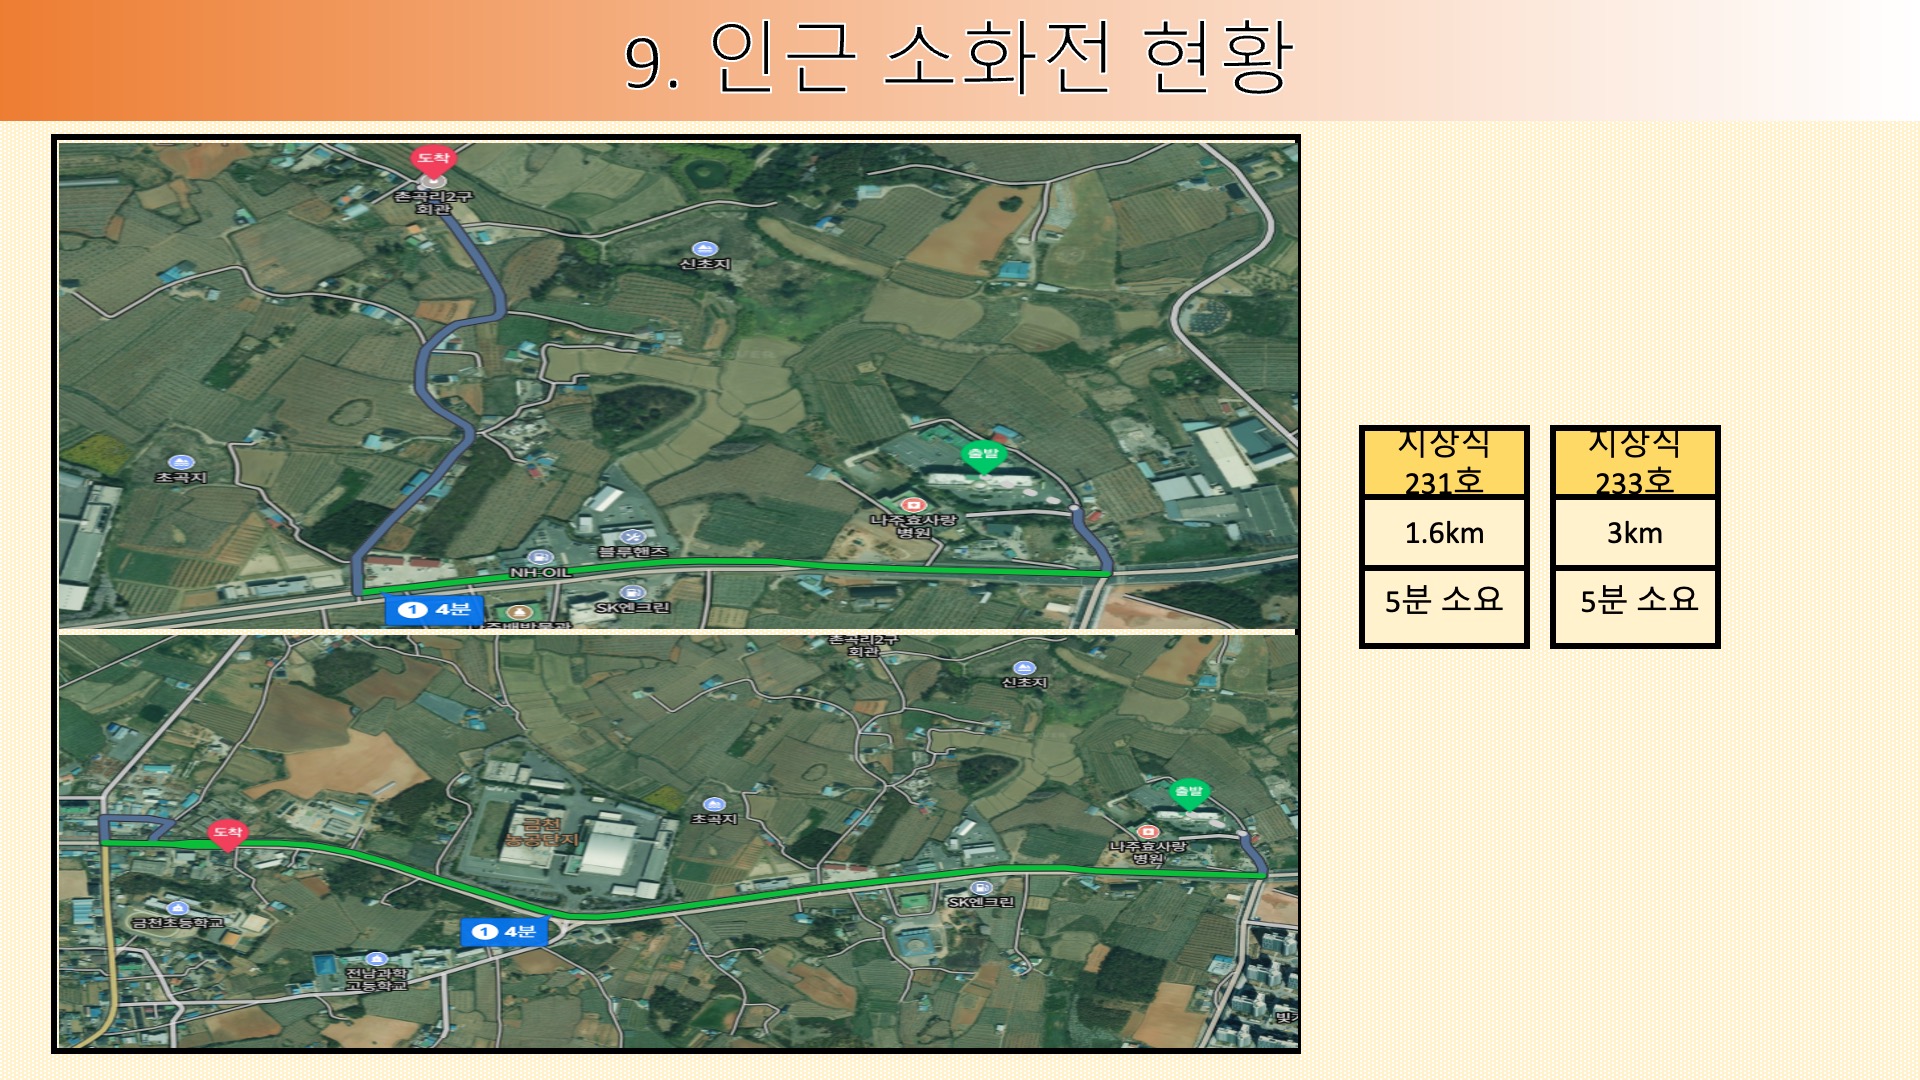 9. 인근 소화전 현황
도착
촌곡리2구
회관
신초지
출발
초곡지
나주효사랑
병원
블루핸즈
NH-OIL
SK엔크린
1 4분
나주배박물관
촌곡리2구
회관
신초지
출발
금천
농공단지
초곡지
도착
나주효사랑
병원
SK엔크린
금천초등학교
1 4분
전남과학
고등학교
지상식
231호
1.6km
5분 소요
지상식
233호
3km
5분 소요